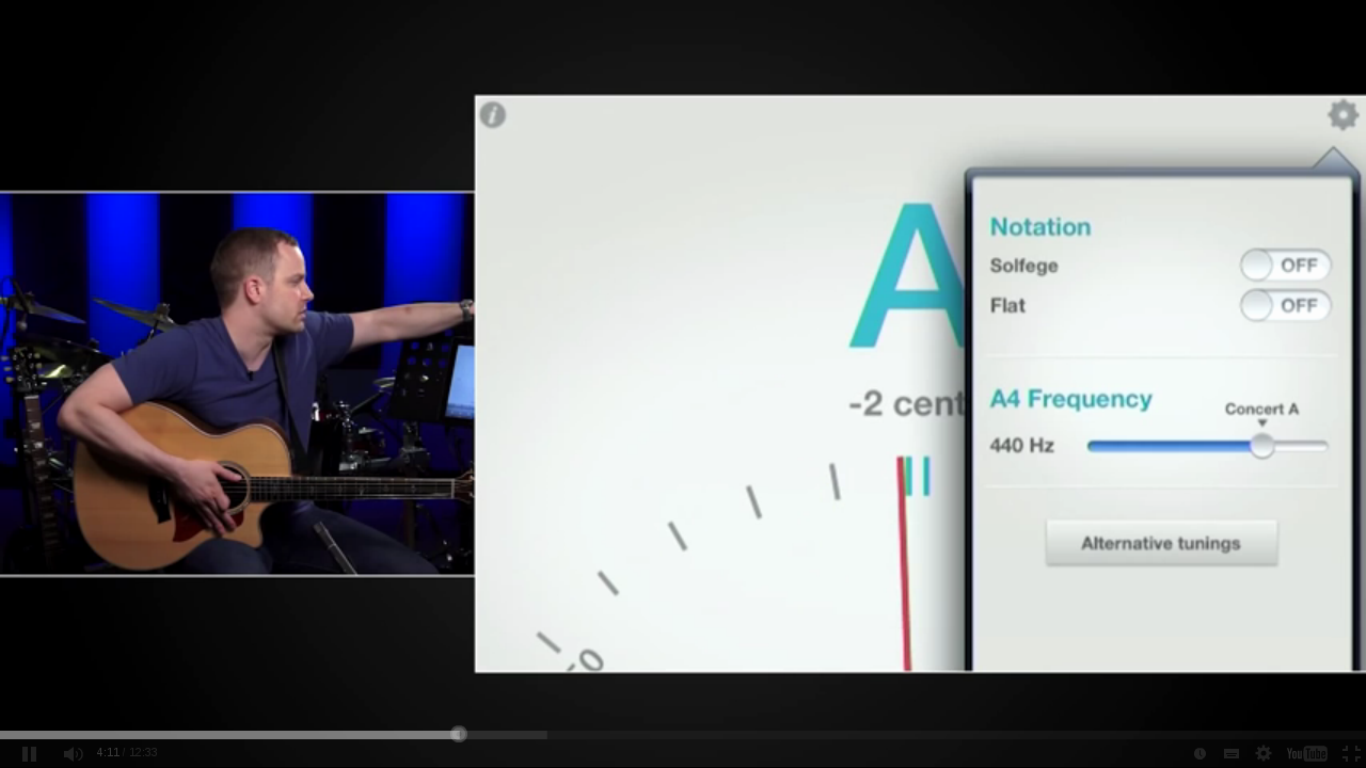 i
A
-2 cent
Notation
Solfege OFF
Flat OFF
A4 Frequency
Concert A
440 Hz
Alternative tunings
4:11 / 12:33
YouTube